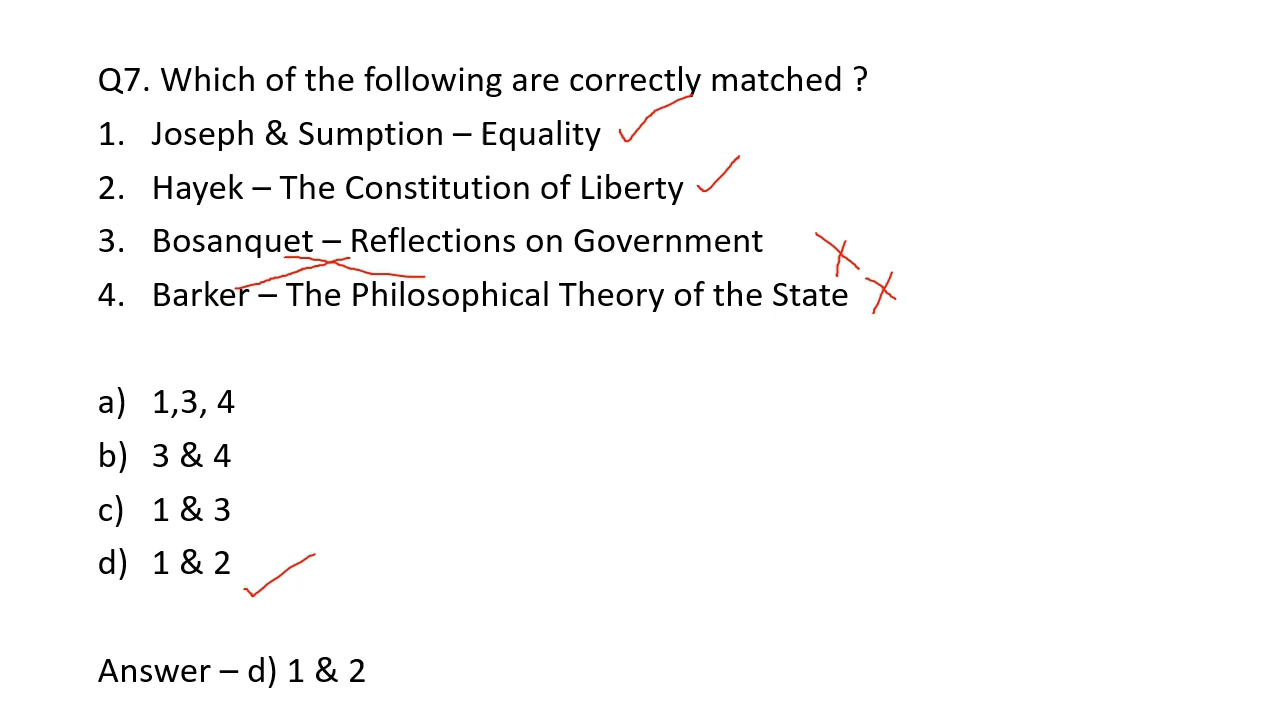 Q7. Which of the following are correctly matched ?
1. Joseph & Sumption – Equality
2. Hayek – The Constitution of Liberty
3. Bosanquet – Reflections on Government
4. Barker – The Philosophical Theory of the State
a) 1,3, 4
b) 3 & 4
c) 1 & 3
d) 1 & 2
Answer – d) 1 & 2